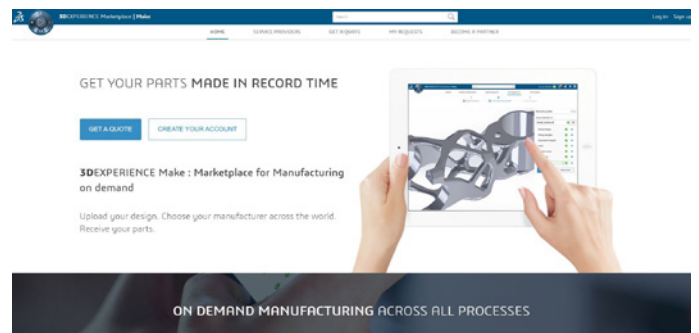 3DEXPERIENCE Marketplace | Make
Search
Log in Sign up
HOME SERVICE PROVIDERS GET A QUOTE MY REQUESTS BECOME A PARTNER
GET YOUR PARTS MADE IN RECORD TIME
GET A QUOTE CREATE YOUR ACCOUNT
3DEXPERIENCE Make : Marketplace for Manufacturing
on demand
Upload your design. Choose your manufacturer across the world.
Receive your parts.
ON DEMAND MANUFACTURING ACROSS ALL PROCESSES